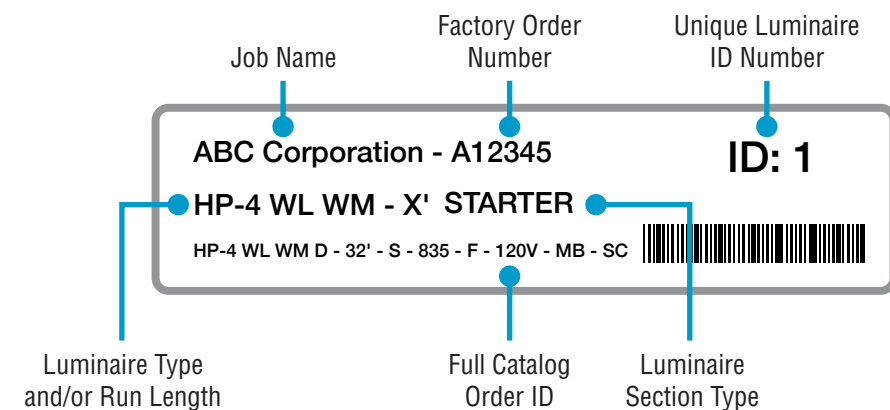 Job Name
Factory Order
Number
Unique Luminaire
ID Number
ABC Corporation - A12345
ID: 1
HP-4 WL WM - X' STARTER
HP-4 WL WM D - 32' - S - 835 - F - 120V - MB - SC
Luminaire Type
and/or Run Length
Full Catalog
Order ID
Luminaire
Section Type